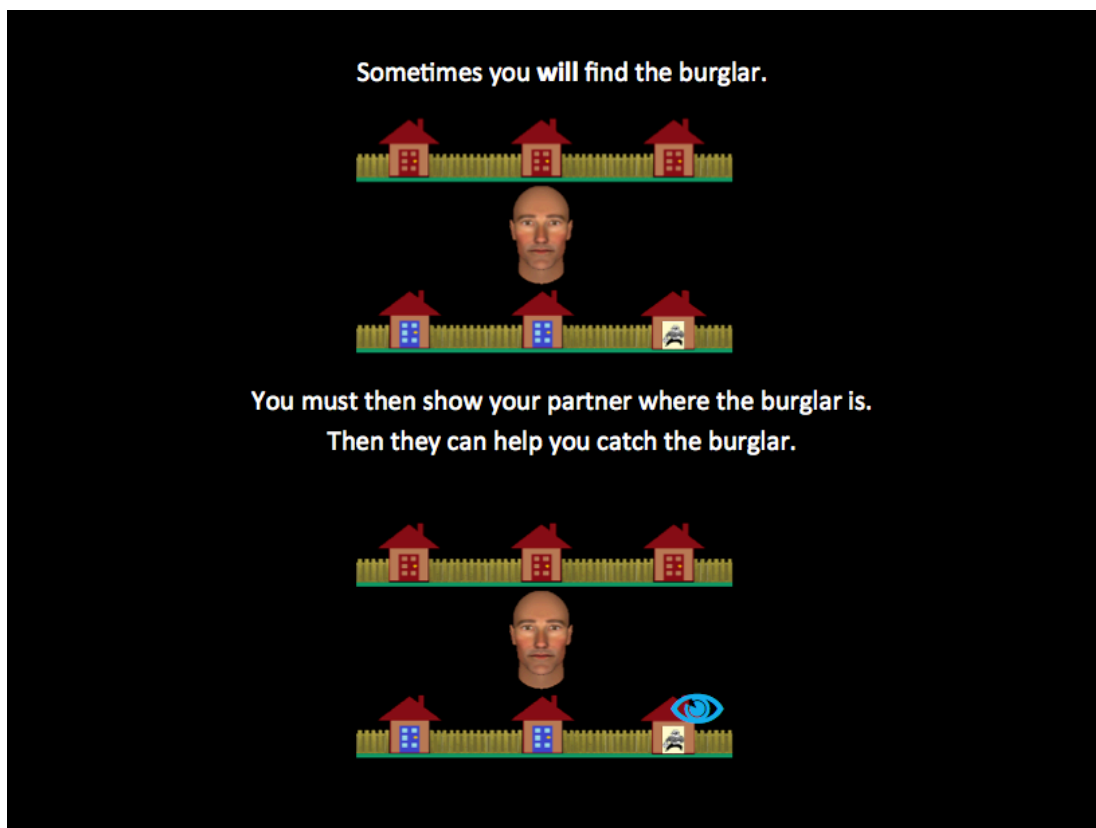 Sometimes you will find the burglar.
You must then show your partner where the burglar is.
Then they can help you catch the burglar.